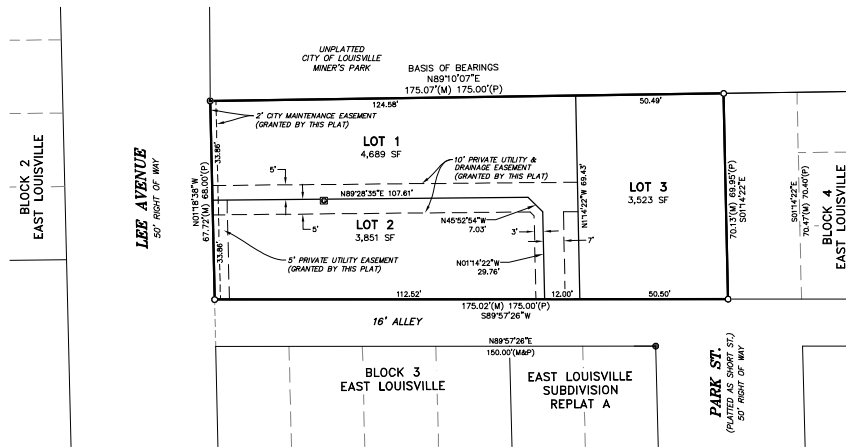 UNPLATTED
CITY OF LOUISVILLE
MINER'S PARK
BASIS OF BEARINGS
N89°10'07"E
175.07'(M) 175.00'(P)
124.58'
50.49'
2' CITY MAINTENANCE EASEMENT
(GRANTED BY THIS PLAT)
33.86'
LOT 1
4,689 SF
10' PRIVATE UTILITY &
DRAINAGE EASEMENT
(GRANTED BY THIS PLAT)
5'
N89°28'35"E 107.61'
N1°14'22"W 69.43'
LOT 3
3,523 SF
70.13'(M) 69.95'(P)
S01°14'22"E
S01°14'22"E
70.47'(M) 70.40'(P)
BLOCK 4
EAST LOUISVILLE
BLOCK 2
EAST LOUISVILLE
LEE AVENUE
50' RIGHT OF WAY
N01°18'38"W
67.72'(M) 68.00'(P)
LOT 2
3,851 SF
5'
N45°52'54"W
7.03'
3'
7'
N01°14'22"W
29.76'
33.86'
5' PRIVATE UTILITY EASEMENT
(GRANTED BY THIS PLAT)
112.52'
12.00'
50.50'
175.02'(M) 175.00'(P)
S89°57'26"W
16' ALLEY
N89°57'26"E
150.00'(M&P)
BLOCK 3
EAST LOUISVILLE
EAST LOUISVILLE
SUBDIVISION
REPLAT A
PARK ST.
(PLATTED AS SHORT ST.)
50' RIGHT OF WAY